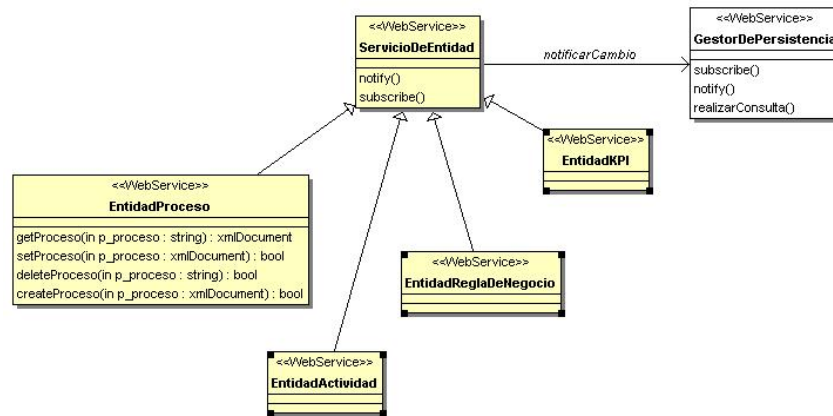 <<WebService>>
ServicioDeEntidad
notify()
subscribe()
notificarCambio
<<WebService>>
GestorDePersistencia
subscribe()
notify()
realizarConsulta()
<<WebService>>
EntidadKPI
<<WebService>>
EntidadProceso
getProceso(in p_proceso : string) : xmlDocument
setProceso(in p_proceso : xmlDocument) : bool
deleteProceso(in p_proceso : string) : bool
createProceso(in p_proceso : xmlDocument) : bool
<<WebService>>
EntidadReglaDeNegocio
<<WebService>>
EntidadActividad